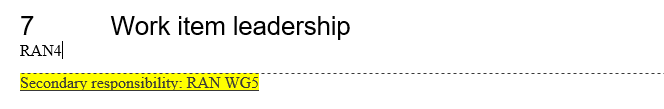 7 Work item leadership
RAN4
Secondary responsibility: RAN WG5